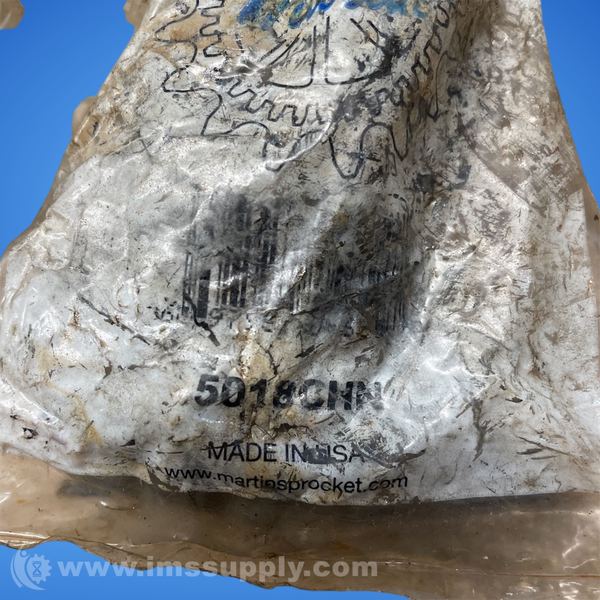 5018CHN
MADE IN USA
www.martinsprocket.com
www.imssupply.com